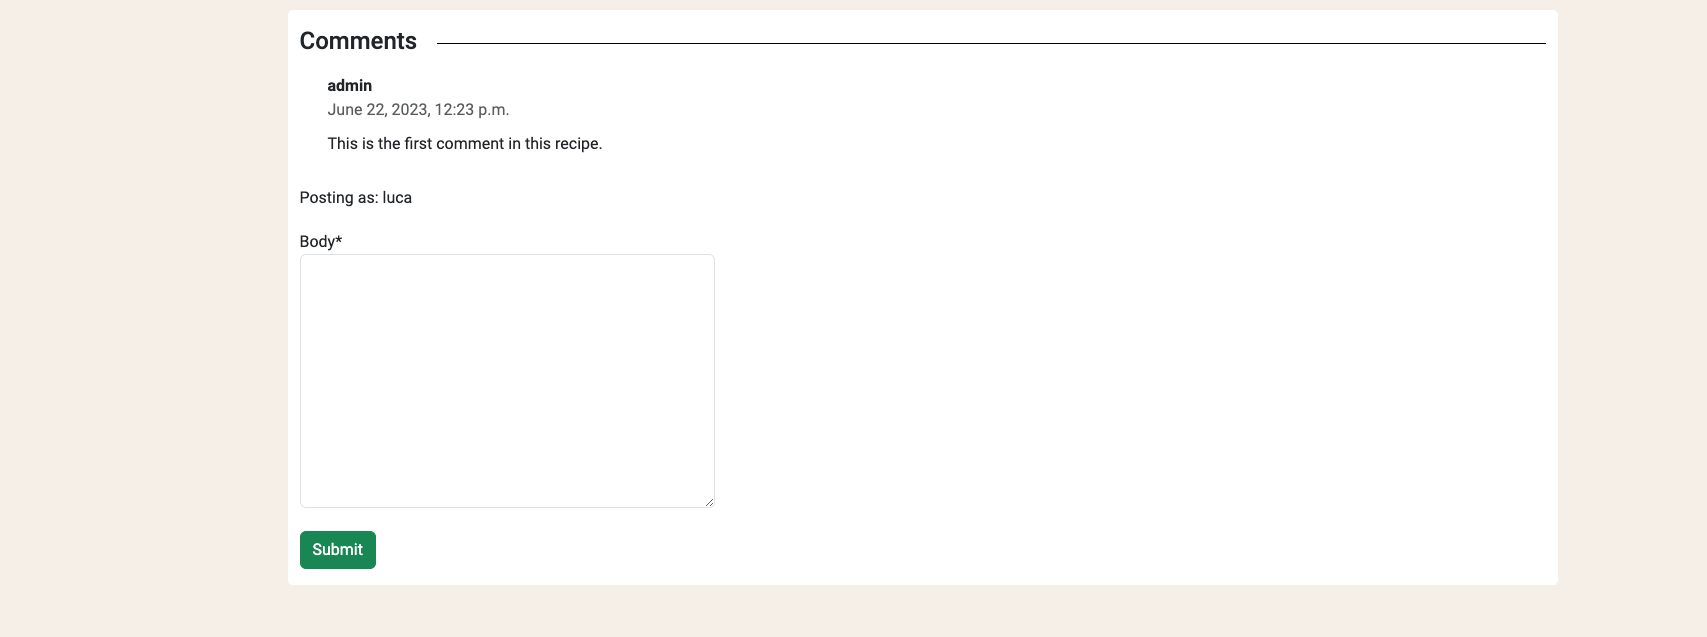 Comments
admin
June 22, 2023, 12:23 p.m.
This is the first comment in this recipe.
Posting as: luca
Body*
Submit